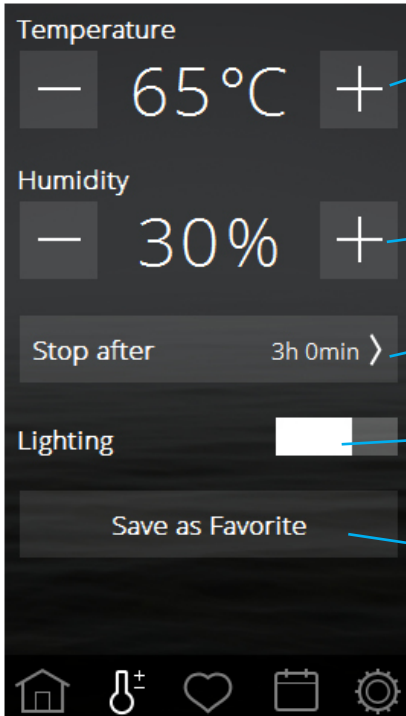 Temperature
− 65°C +
Humidity
− 30% +
Stop after 3h 0min 〉
Lighting
Save as Favorite